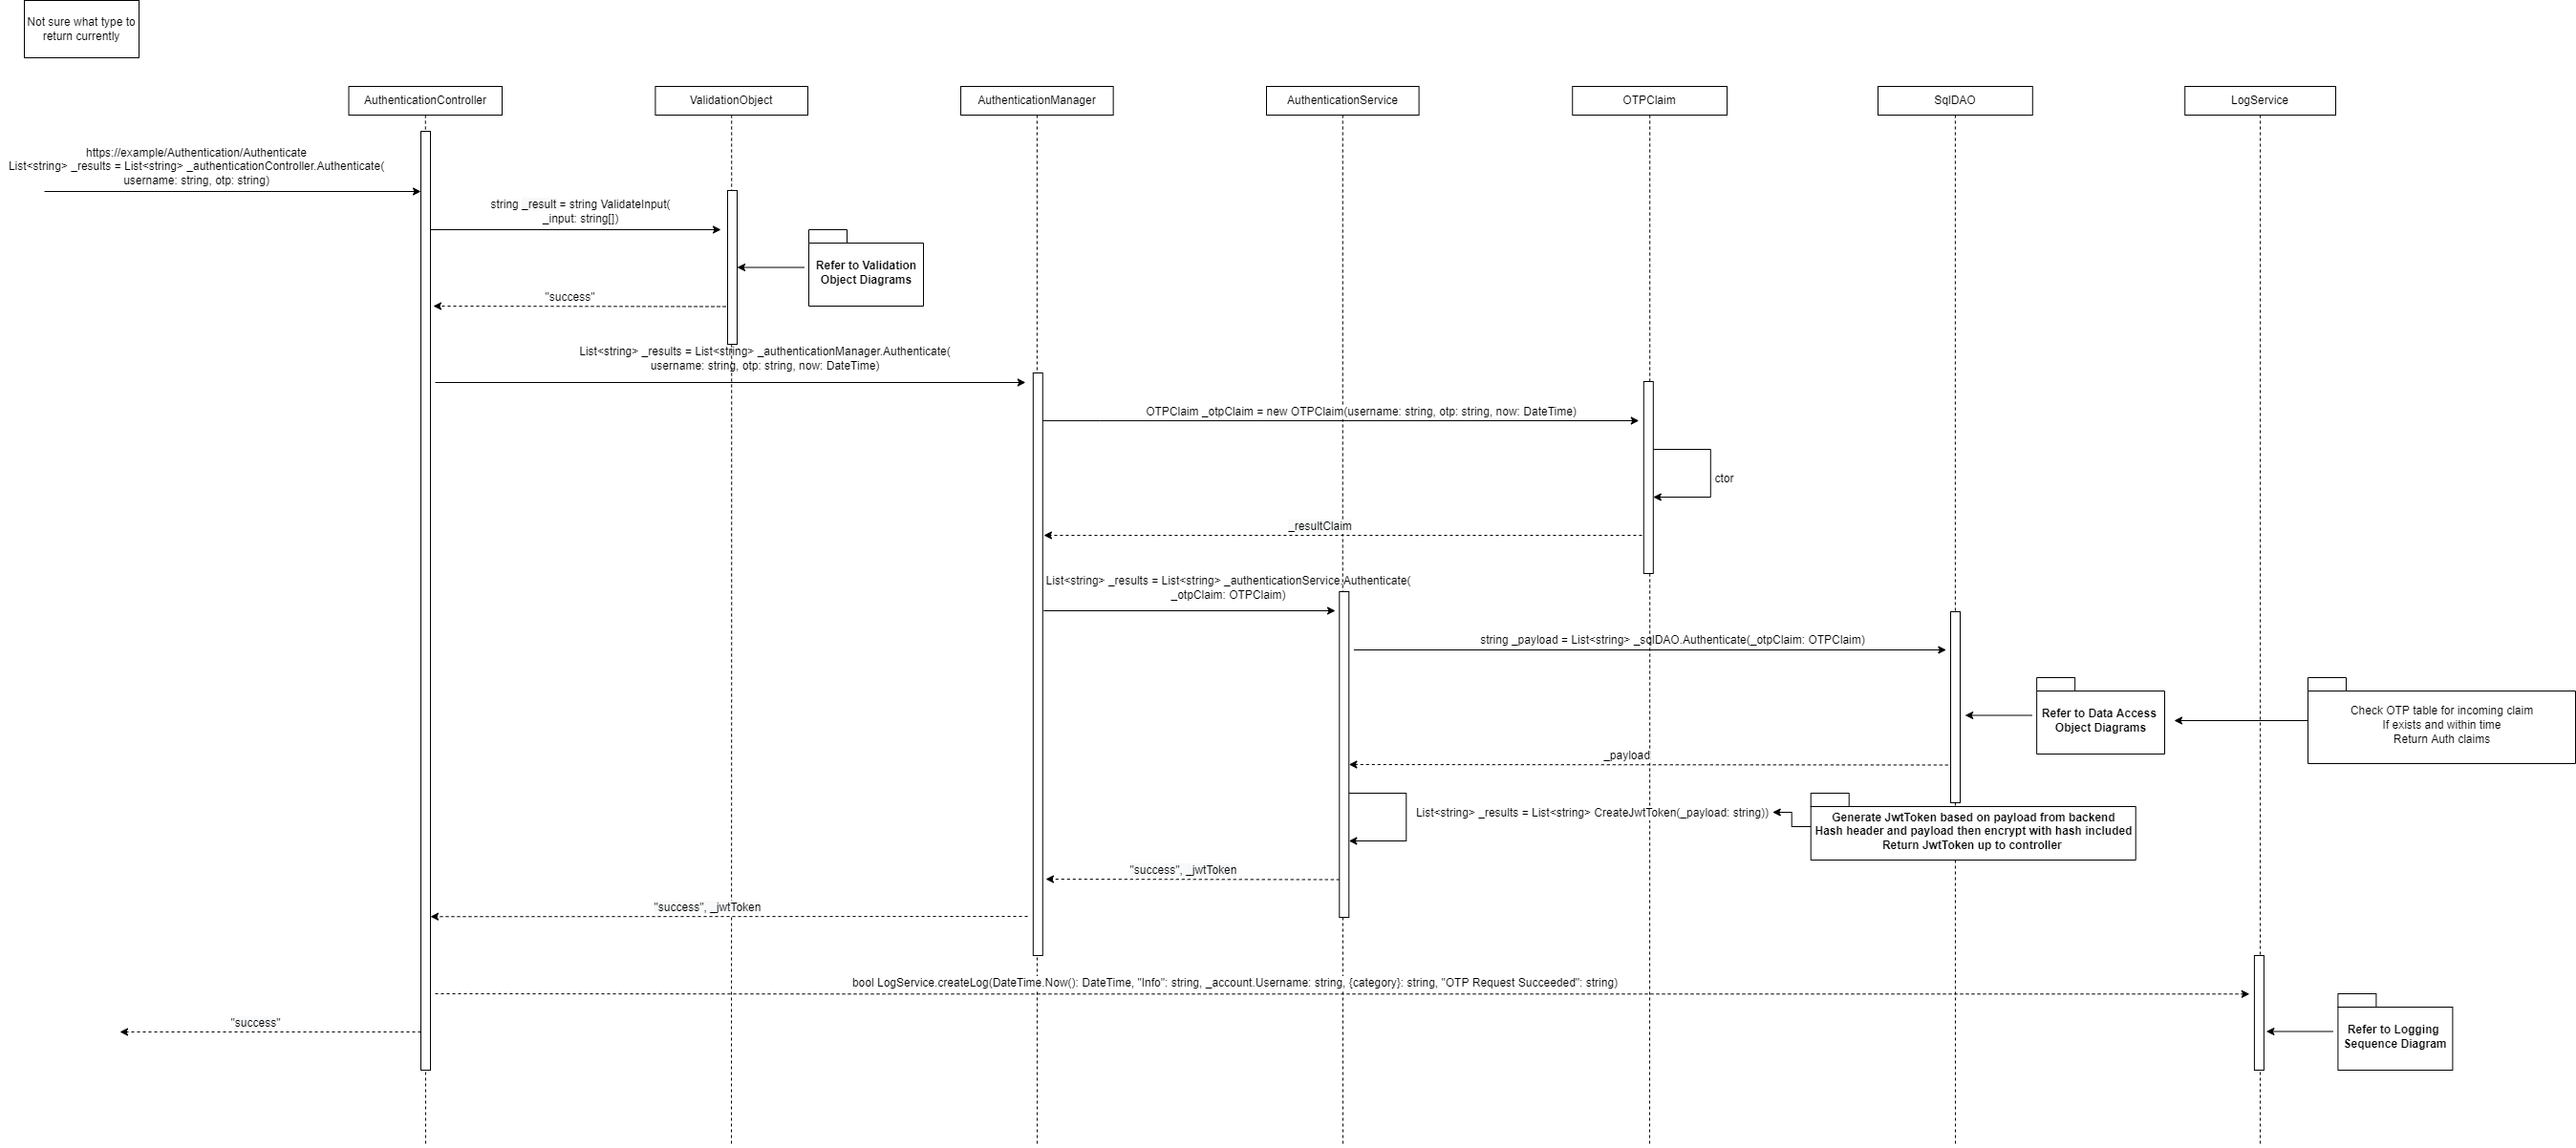 Not sure what type to
return currently
AuthenticationController
ValidationObject
AuthenticationManager
AuthenticationService
OTPClaim
SqlDAO
LogService
https://example/Authentication/Authenticate
List<string> _results = List<string> _authenticationController.Authenticate(
username: string, otp: string)
string _result = string ValidateInput(
_input: string[])
Refer to Validation
Object Diagrams
"success"
List<string> _results = List<string> _authenticationManager.Authenticate(
username: string, otp: string, now: DateTime)
OTPClaim _otpClaim = new OTPClaim(username: string, otp: string, now: DateTime)
ctor
_resultClaim
List<string> _results = List<string> _authenticationService.Authenticate(
_otpClaim: OTPClaim)
string _payload = List<string> _sqlDAO.Authenticate(_otpClaim: OTPClaim)
Refer to Data Access
Object Diagrams
Check OTP table for incoming claim
If exists and within time
Return Auth claims
_payload
List<string> _results = List<string> CreateJwtToken(_payload: string))
Generate JwtToken based on payload from backend
Hash header and payload then encrypt with hash included
Return JwtToken up to controller
"success", _jwtToken
"success", _jwtToken
bool LogService.createLog(DateTime.Now(): DateTime, "Info": string, _account.Username: string, {category}: string, "OTP Request Succeeded": string)
"success"
Refer to Logging
Sequence Diagram